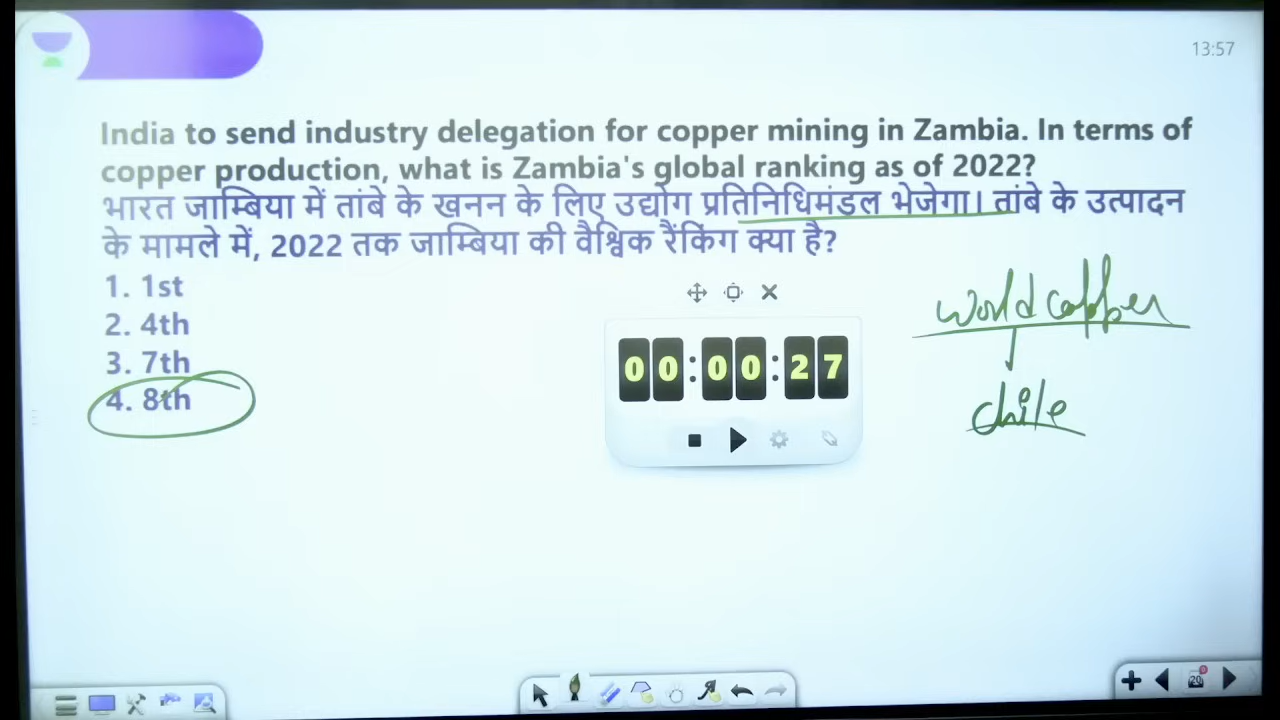 13:57
India to send industry delegation for copper mining in Zambia. In terms of
copper production, what is Zambia's global ranking as of 2022?
भारत जाम्बिया में तांबे के खनन के लिए उद्योग प्रतिनिधिमंडल भेजेगा। तांबे के उत्पादन
के मामले में, 2022 तक जाम्बिया की वैश्विक रैंकिंग क्या है?
1. 1st
2. 4th
3. 7th
4. 8th
world copper
chile
00:00:27
20